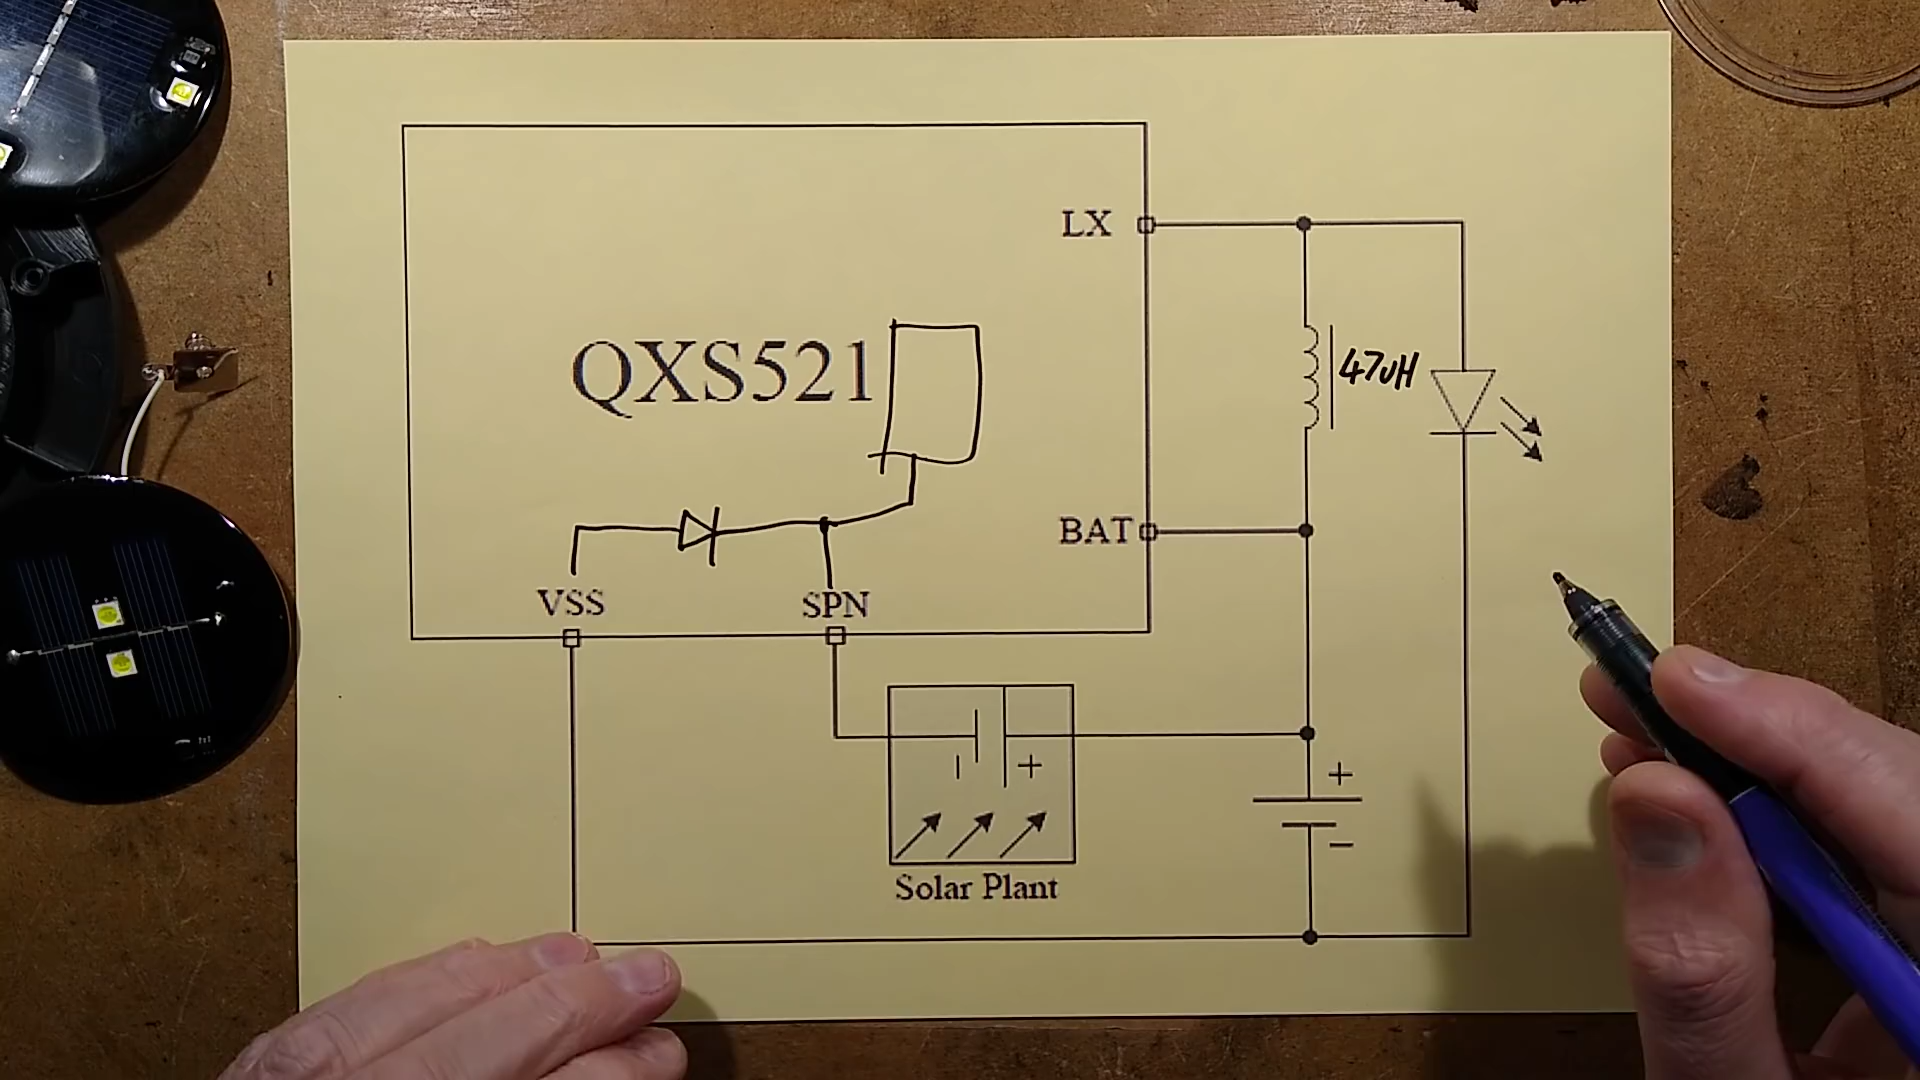 LX
QXS521
47uH
BAT
VSS
SPN
- +
+
-
Solar Plant